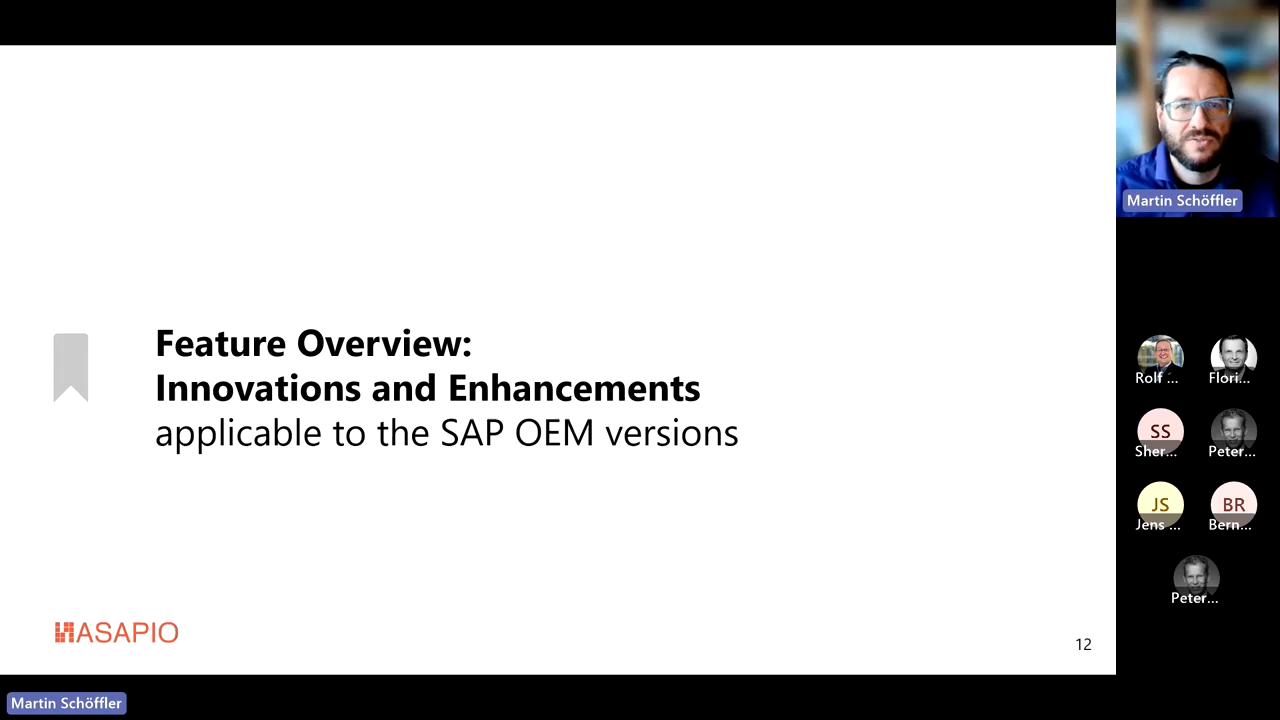 Feature Overview:
Innovations and Enhancements
applicable to the SAP OEM versions
ASAPIO
12
Martin Schöffler
Martin Schöffler
Rolf ...
Flori...
SS
Sher...
Peter...
JS
Jens ...
BR
Bern...
Peter...